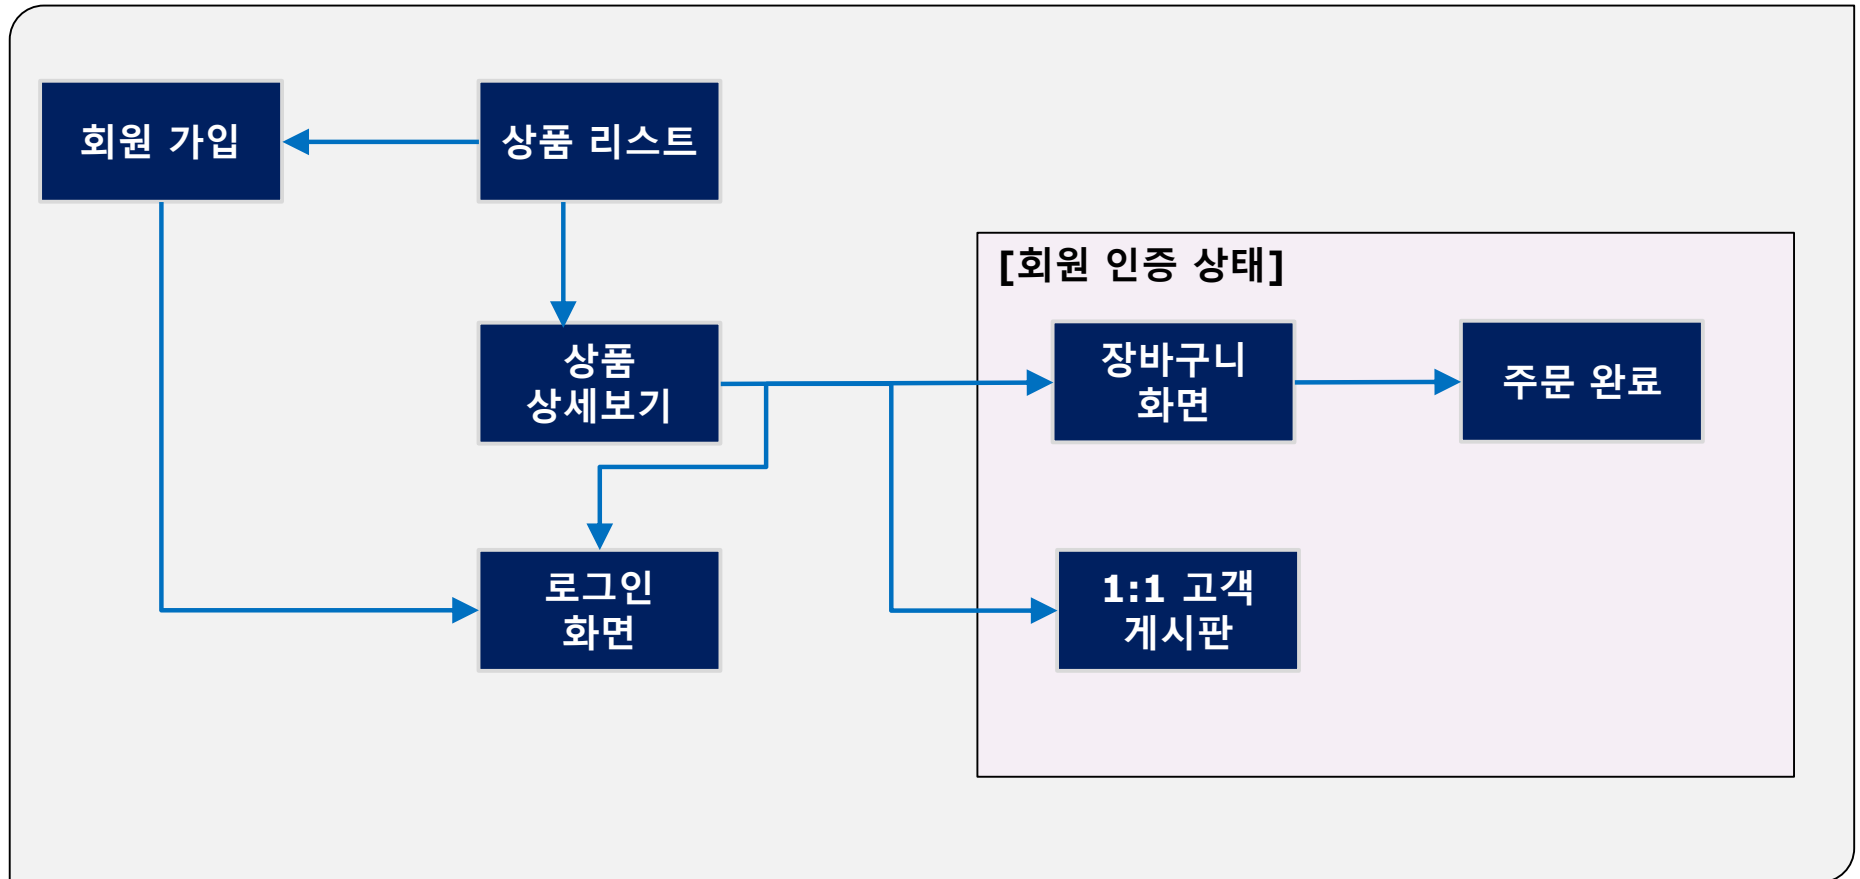 회원 가입
상품 리스트
[회원 인증 상태]
상품
상세보기
장바구니
화면
주문 완료
로그인
화면
1:1 고객
게시판